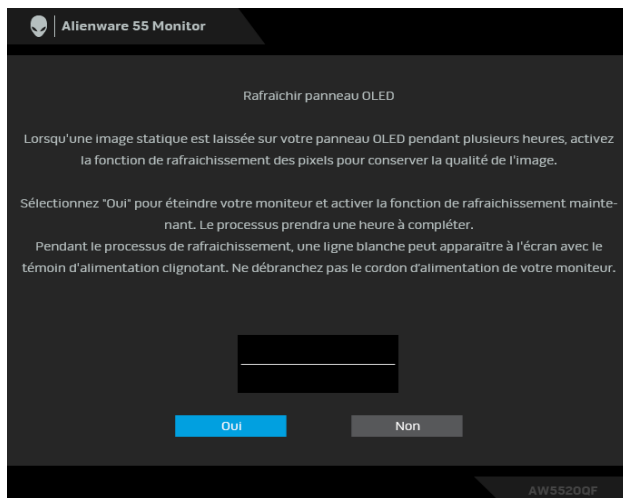 Alienware 55 Monitor
Rafraîchir panneau OLED
Lorsqu'une image statique est laissée sur votre panneau OLED pendant plusieurs heures, activez
la fonction de rafraichissement des pixels pour conserver la qualité de l'image.
Sélectionnez "Oui" pour éteindre votre moniteur et activer la fonction de rafraichissement mainte-
nant. Le processus prendra une heure à compléter.
Pendant le processus de rafraichissement, une ligne blanche peut apparaître à l'écran avec le
témoin d'alimentation clignotant. Ne débranchez pas le cordon d'alimentation de votre moniteur.
Oui
Non
AW5520QF